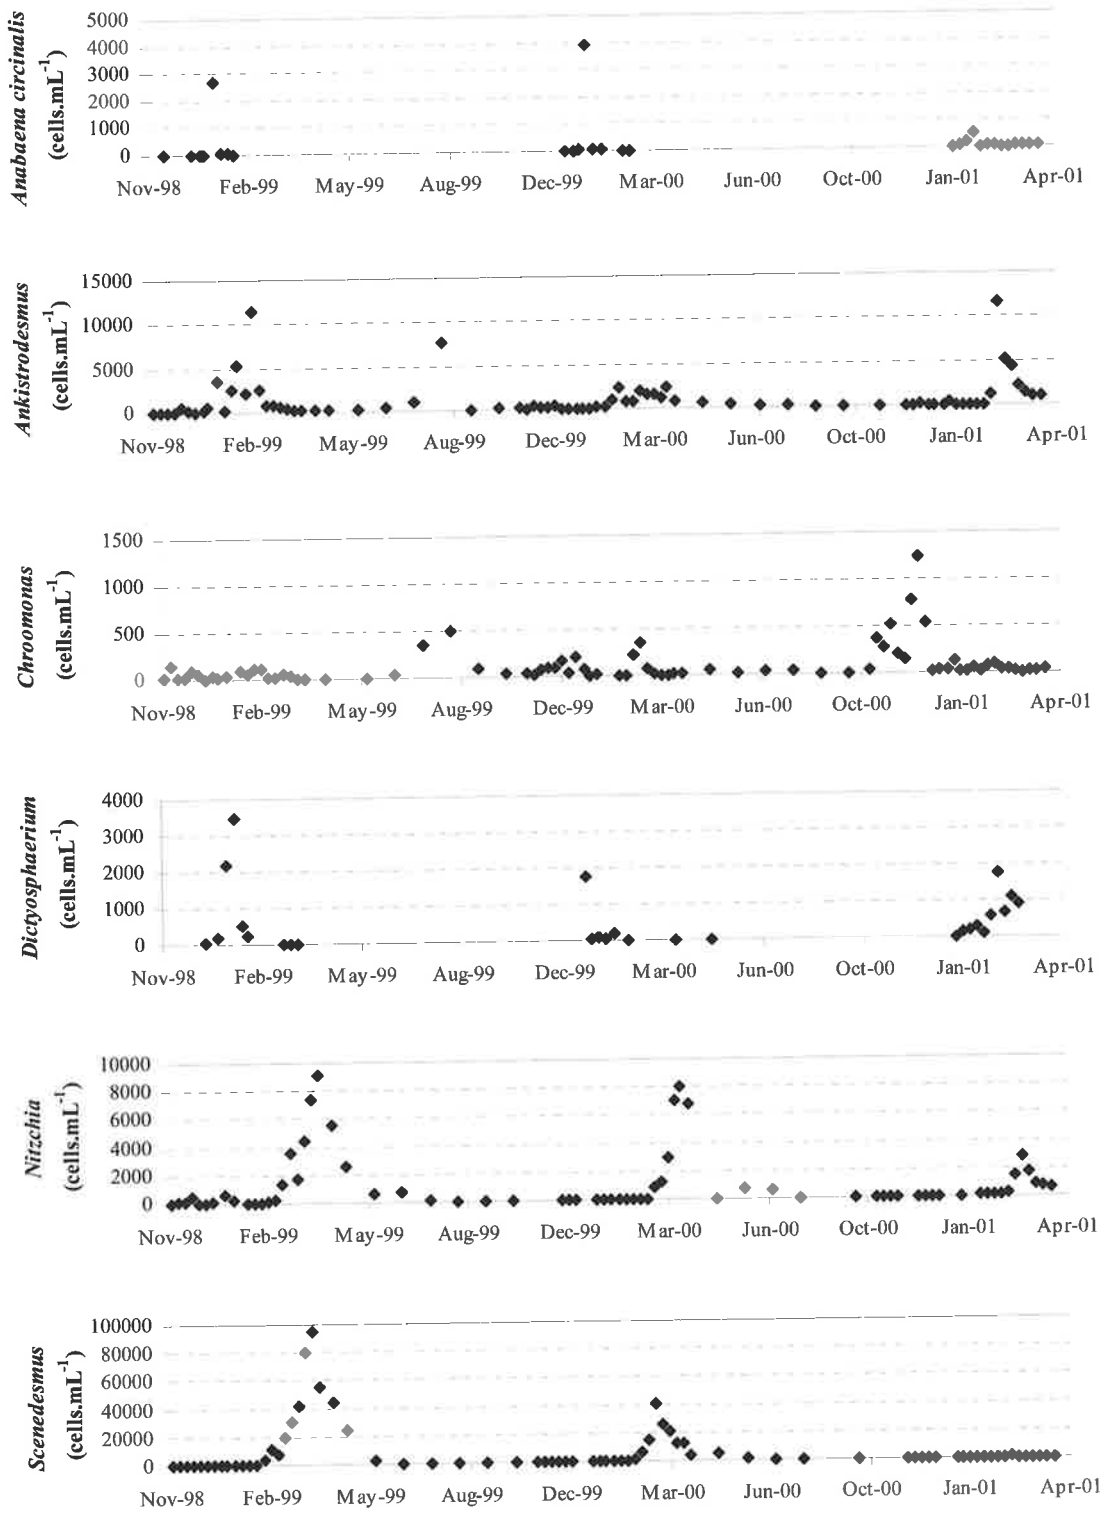 Anabaena circinalis
(cells.mL-1)
5000
4000
3000
2000
1000
0
Nov-98 Feb-99 May-99 Aug-99 Dec-99 Mar-00 Jun-00 Oct-00 Jan-01 Apr-01
Ankistrodesmus
(cells.mL-1)
15000
10000
5000
0
Nov-98 Feb-99 May-99 Aug-99 Dec-99 Mar-00 Jun-00 Oct-00 Jan-01 Apr-01
Chroomonas
(cells.mL-1)
1500
1000
500
0
Nov-98 Feb-99 May-99 Aug-99 Dec-99 Mar-00 Jun-00 Oct-00 Jan-01 Apr-01
Dictyosphaerium
(cells.mL-1)
4000
3000
2000
1000
0
Nov-98 Feb-99 May-99 Aug-99 Dec-99 Mar-00 Jun-00 Oct-00 Jan-01 Apr-01
Nitzchia
(cells.mL-1)
10000
8000
6000
4000
2000
0
Nov-98 Feb-99 May-99 Aug-99 Dec-99 Mar-00 Jun-00 Oct-00 Jan-01 Apr-01
Scenedesmus
(cells.mL-1)
100000
80000
60000
40000
20000
0
Nov-98 Feb-99 May-99 Aug-99 Dec-99 Mar-00 Jun-00 Oct-00 Jan-01 Apr-01